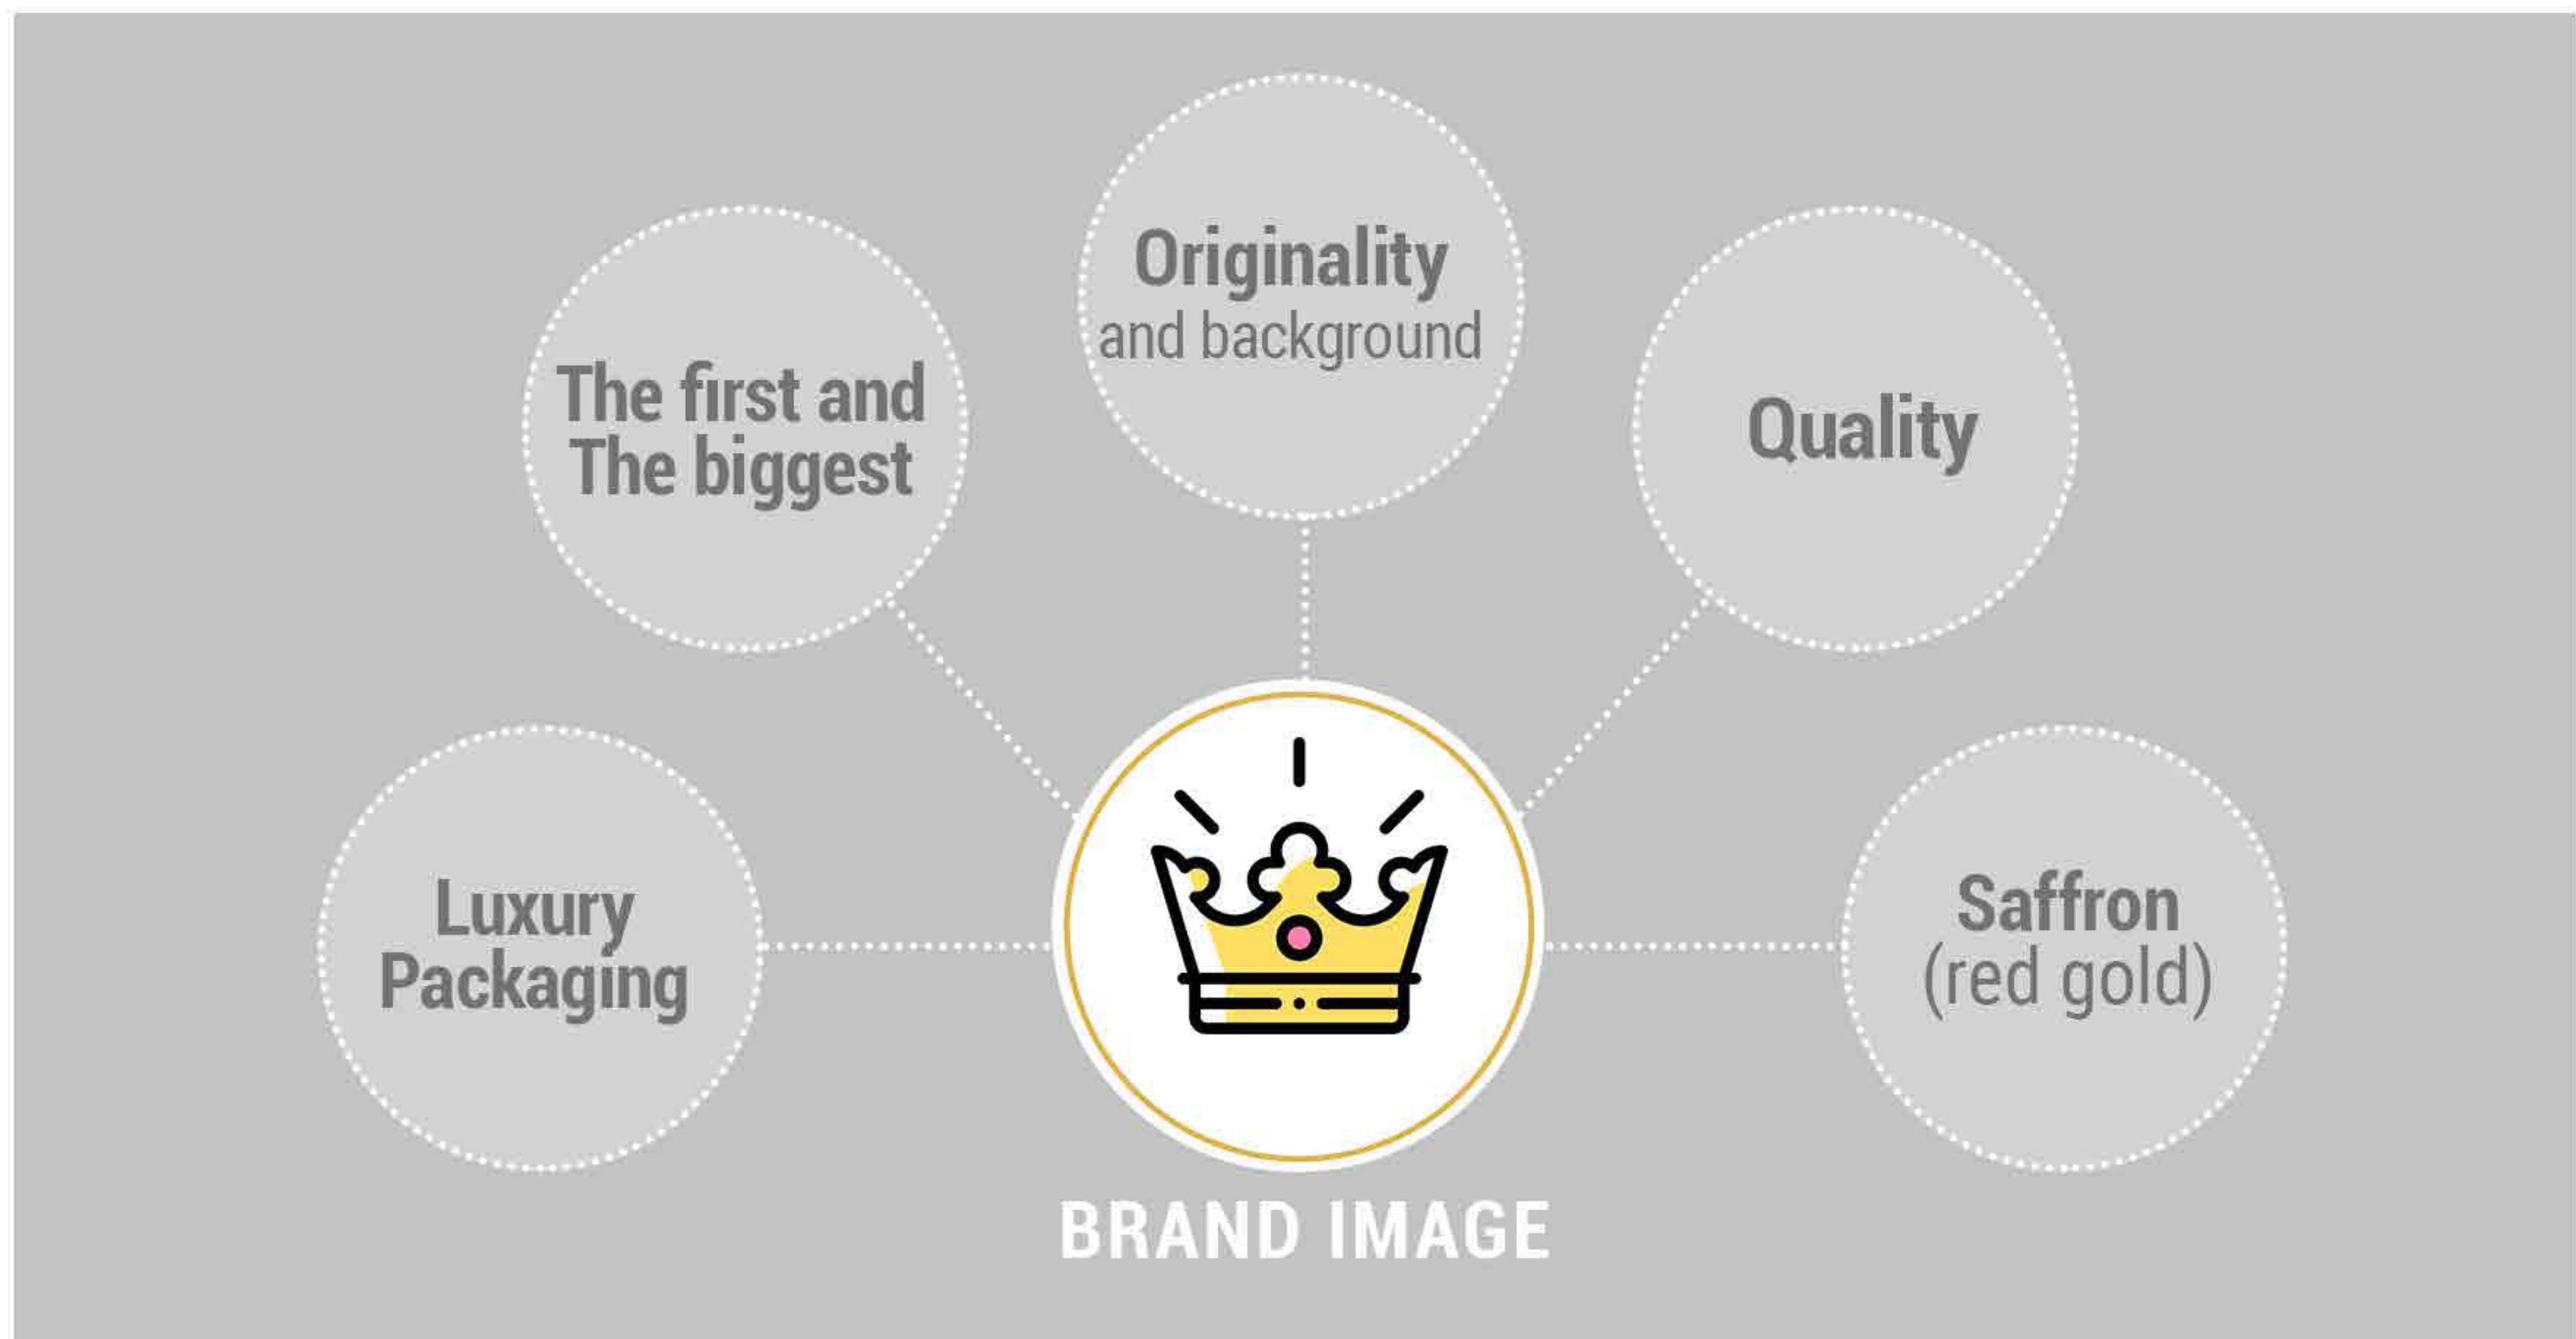 Originality
and background
The first and
The biggest
Quality
Luxury
Packaging
Saffron
(red gold)
BRAND IMAGE